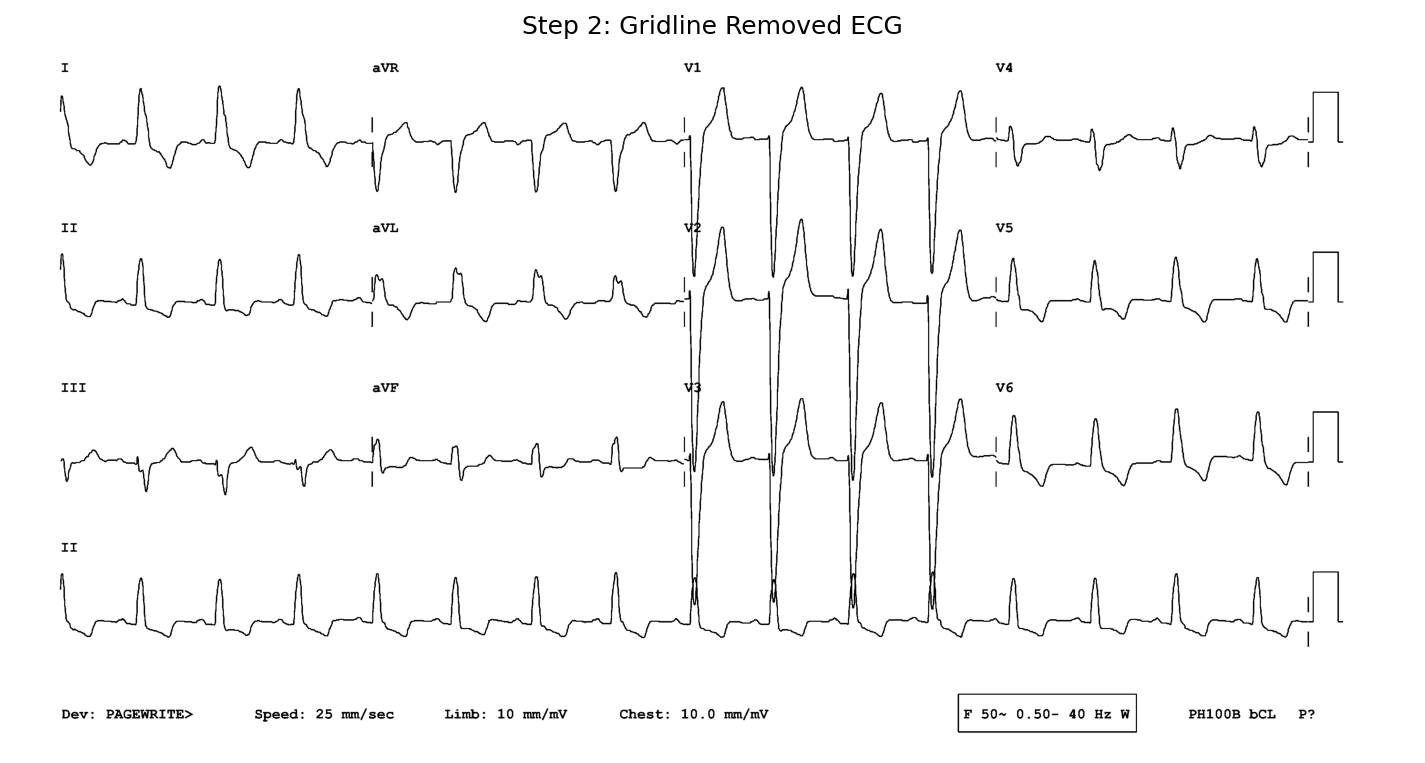 Step 2: Gridline Removed ECG
I aVR V1 V4
II aVL V2 V5
III aVF V3 V6
II
Dev: PAGEWRITE> Speed: 25 mm/sec Limb: 10 mm/mV Chest: 10.0 mm/mV F 50~ 0.50- 40 Hz W PH100B bCL P?